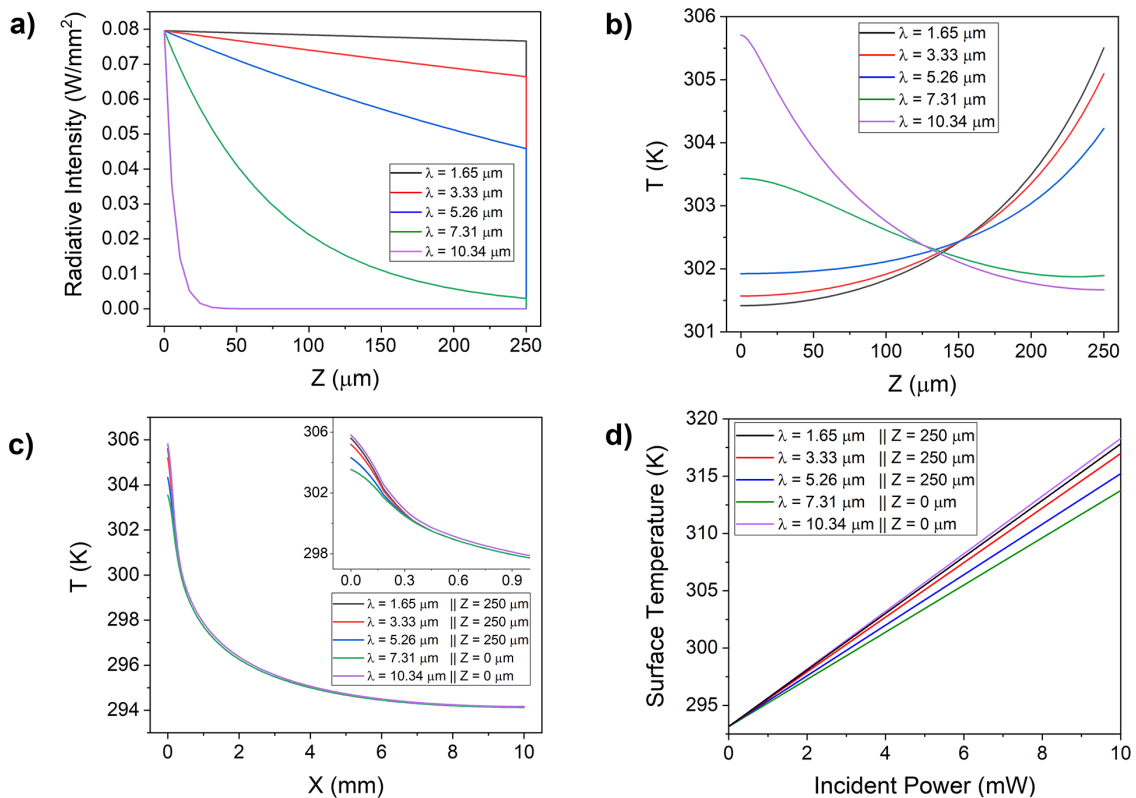 a)
Radiative Intensity (W/mm²)
0.08
0.07
0.06
0.05
0.04
0.03
0.02
0.01
0.00
λ = 1.65 μm
λ = 3.33 μm
λ = 5.26 μm
λ = 7.31 μm
λ = 10.34 μm
0 50 100 150 200 250
Z (μm)
b)
T (K)
306
305
304
303
302
301
λ = 1.65 μm
λ = 3.33 μm
λ = 5.26 μm
λ = 7.31 μm
λ = 10.34 μm
0 50 100 150 200 250
Z (μm)
c)
T (K)
306
304
302
300
298
296
294
306
302
298
0.0 0.3 0.6 0.9
λ = 1.65 μm || Z = 250 μm
λ = 3.33 μm || Z = 250 μm
λ = 5.26 μm || Z = 250 μm
λ = 7.31 μm || Z = 0 μm
λ = 10.34 μm || Z = 0 μm
0 2 4 6 8 10
X (mm)
d)
Surface Temperature (K)
320
315
310
305
300
295
λ = 1.65 μm || Z = 250 μm
λ = 3.33 μm || Z = 250 μm
λ = 5.26 μm || Z = 250 μm
λ = 7.31 μm || Z = 0 μm
λ = 10.34 μm || Z = 0 μm
0 2 4 6 8 10
Incident Power (mW)